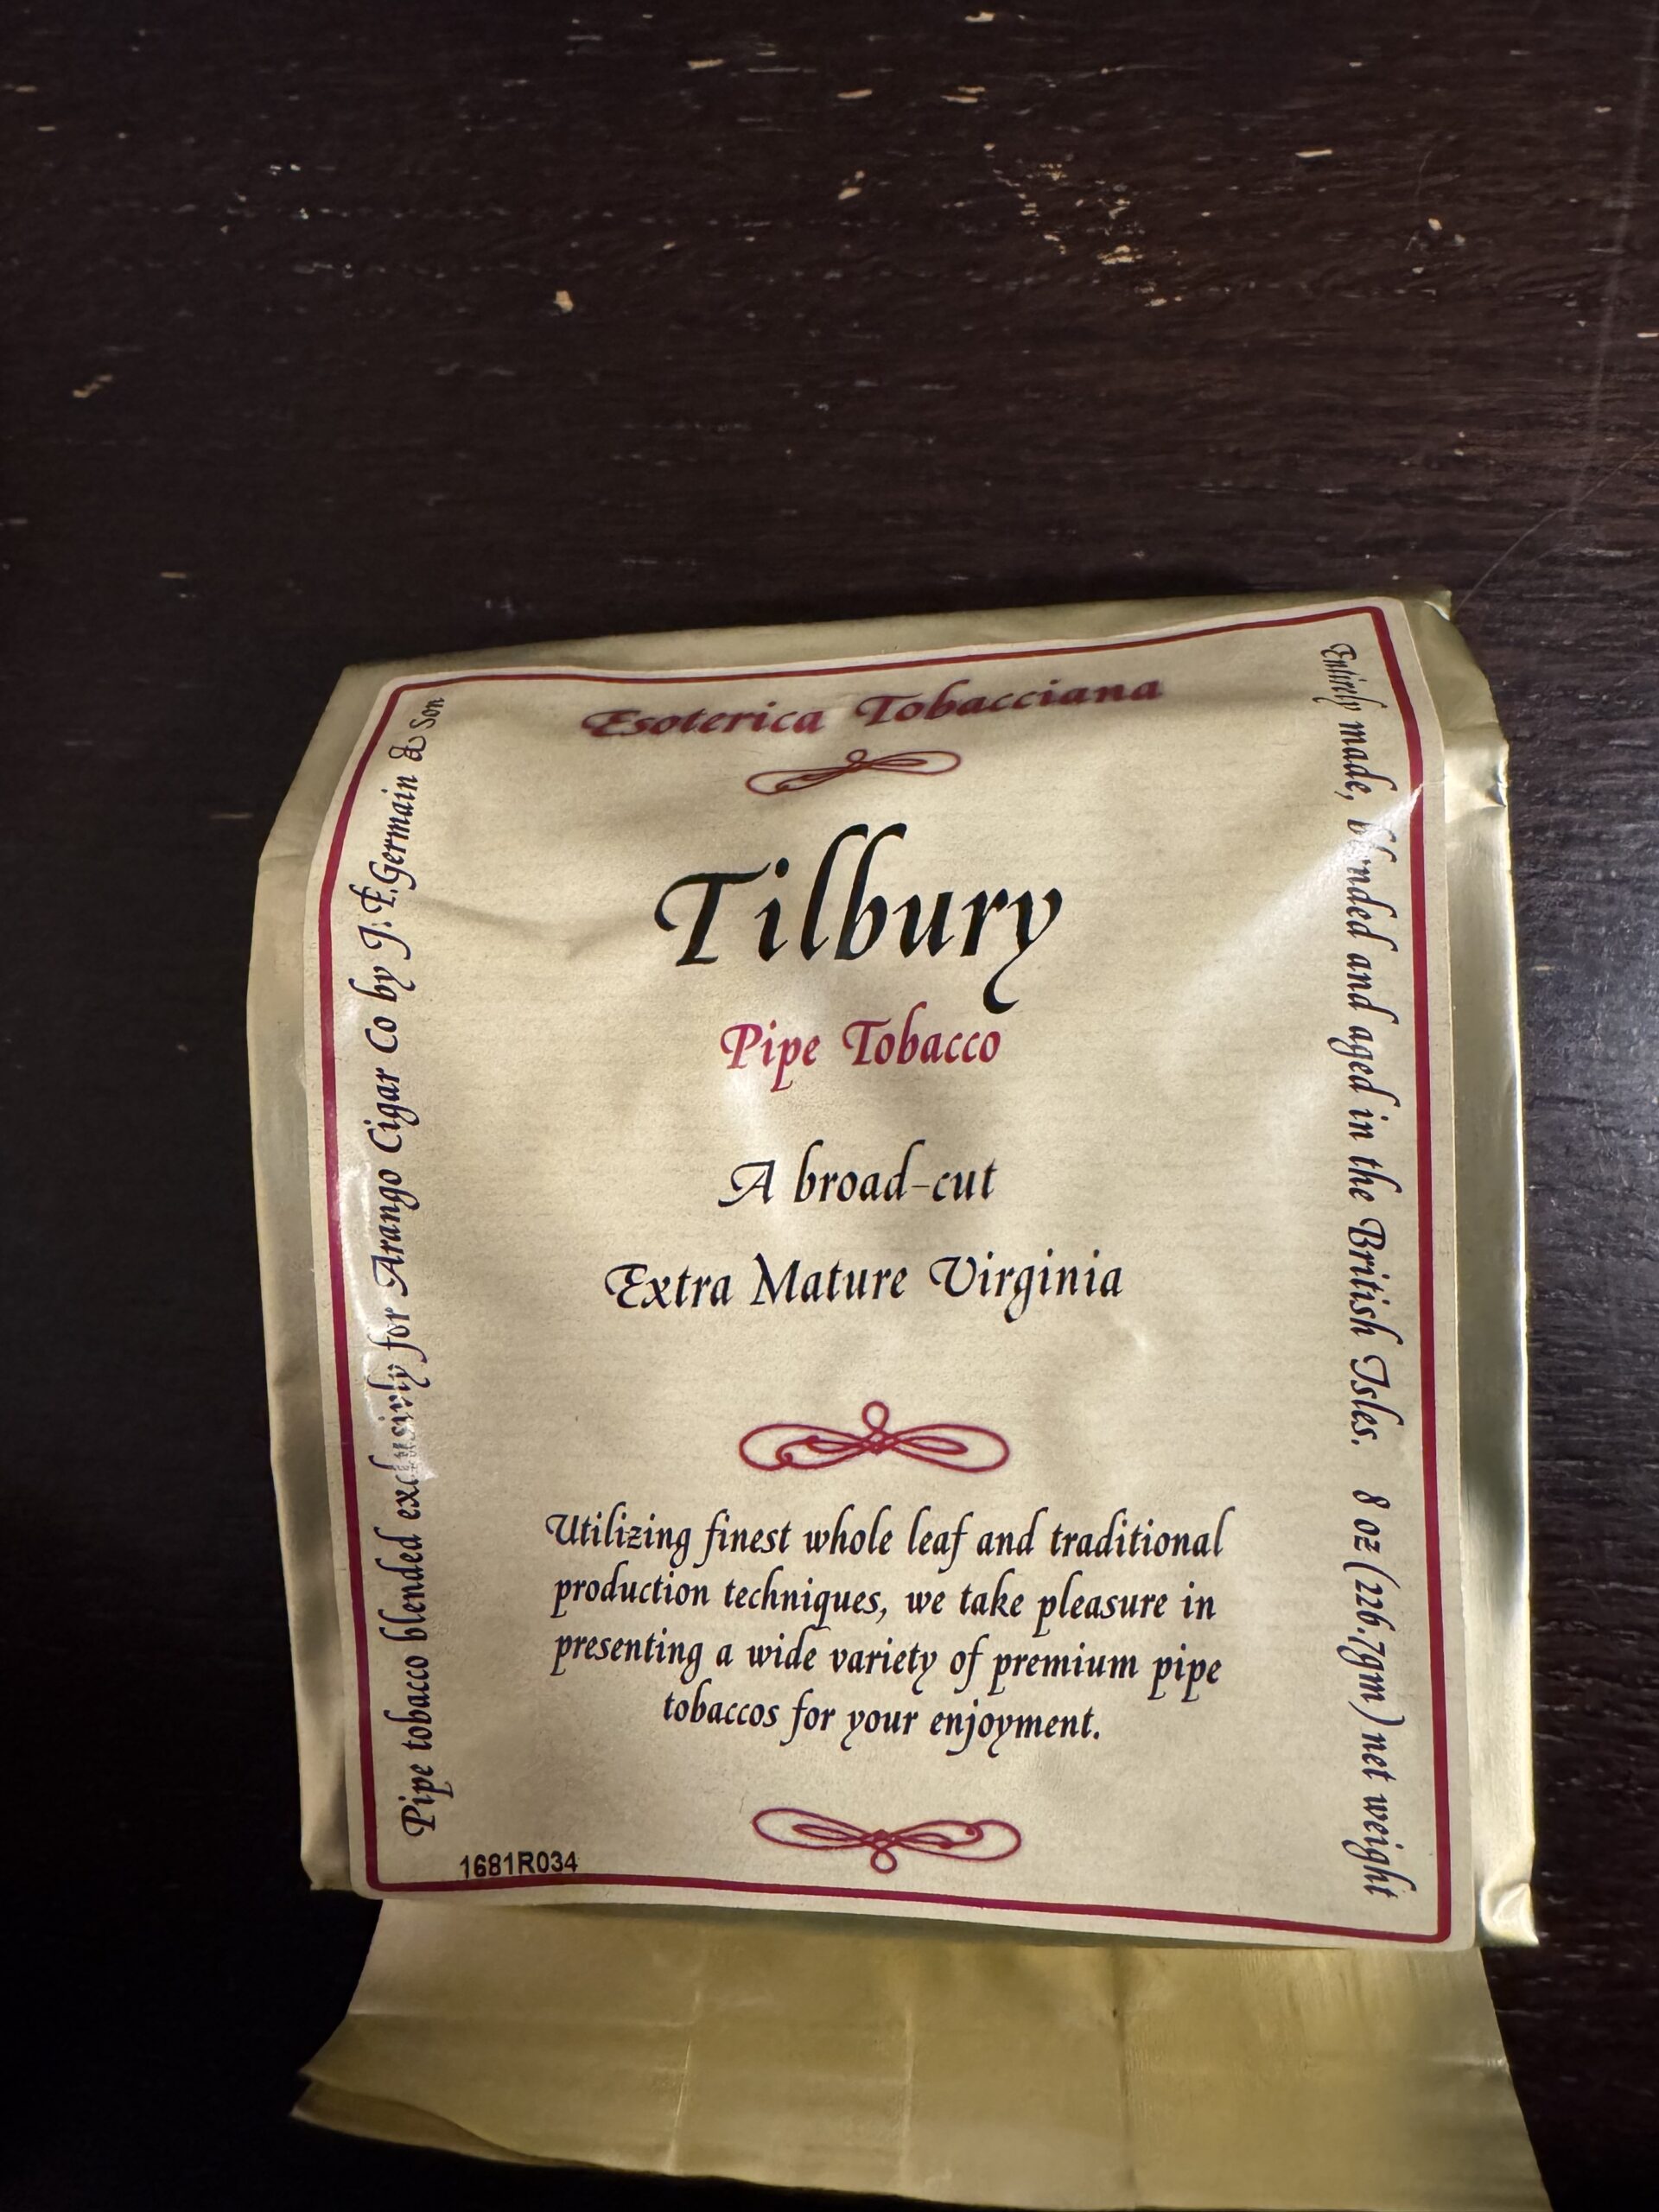 Esoterica Tobacciana
Tilbury
Pipe Tobacco
A broad-cut
Extra Mature Virginia
Utilizing finest whole leaf and traditional
production techniques, we take pleasure in
presenting a wide variety of premium pipe
tobaccos for your enjoyment.
1681R034
Pipe tobacco blended exclusivly for Arango Cigar Co by J.F.Germain & Son
Entirely made, blended and aged in the British Isles. 8 oz (226.7gm) net weight